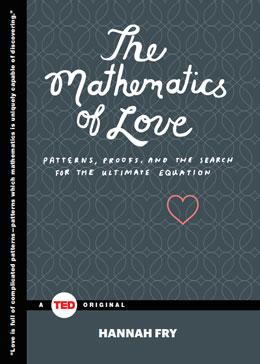 The
Mathematics
of Love
PATTERNS, PROOFS, AND THE SEARCH
FOR THE ULTIMATE EQUATION
A TED ORIGINAL
HANNAH FRY
"Love is full of complicated patterns—patterns which mathematics is uniquely capable of discovering."